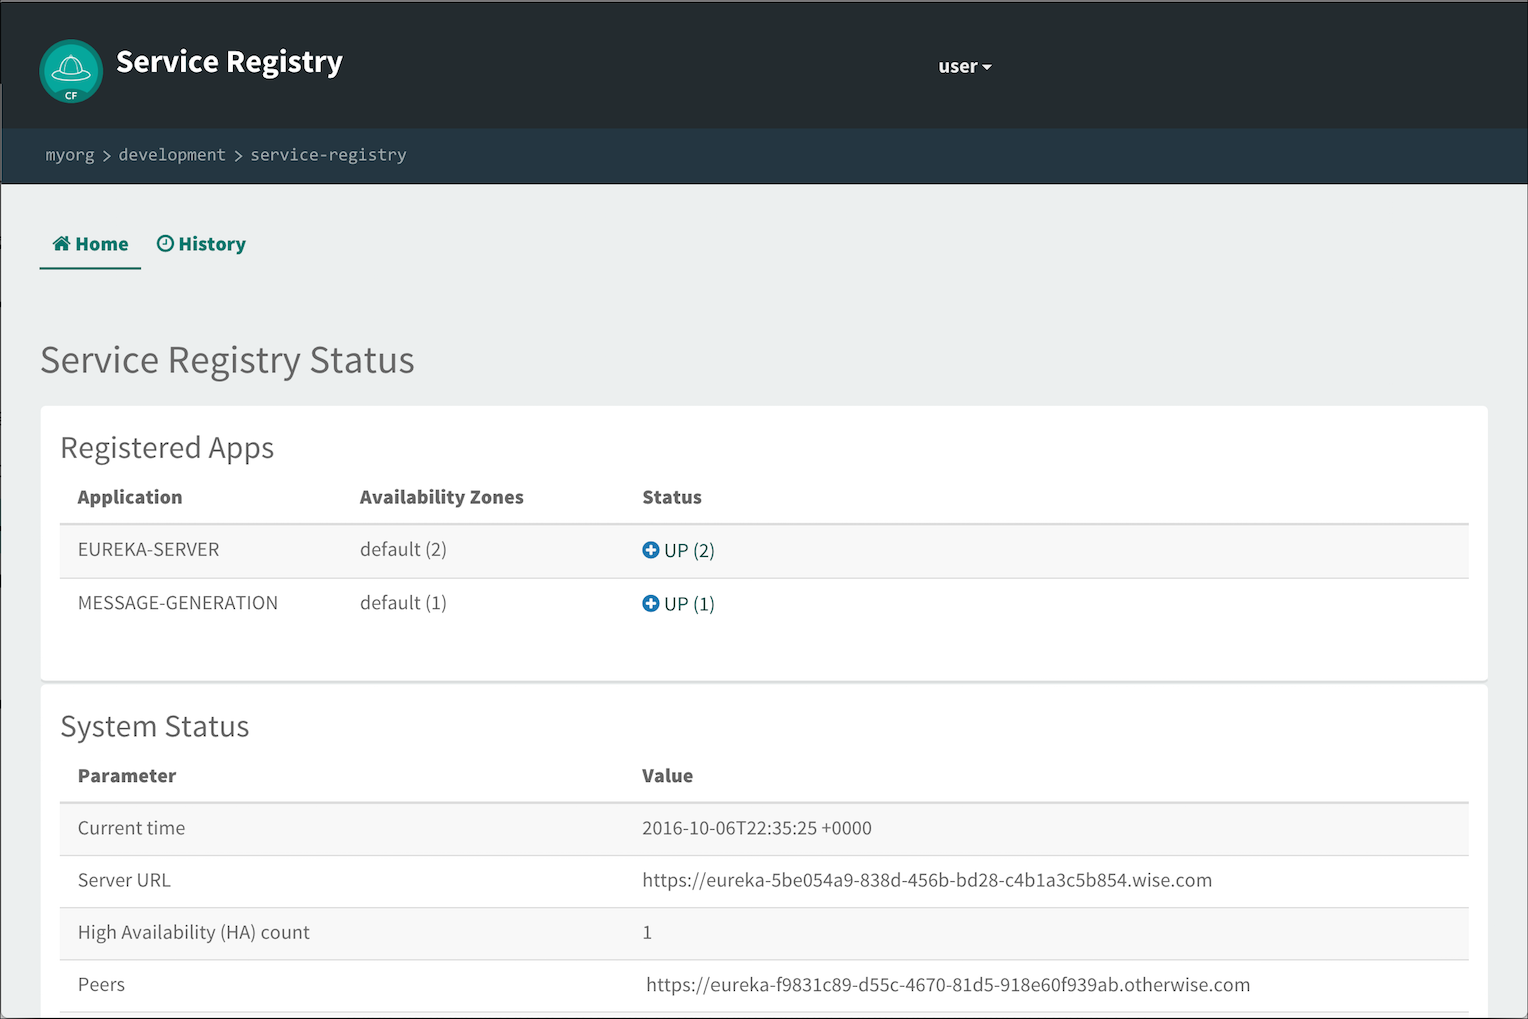 Service Registry
user
CF
myorg > development > service-registry
Home
History
Service Registry Status
Registered Apps
Application Availability Zones Status
EUREKA-SERVER default (2) UP (2)
MESSAGE-GENERATION default (1) UP (1)
System Status
Parameter Value
Current time 2016-10-06T22:35:25 +0000
Server URL https://eureka-5be054a9-838d-456b-bd28-c4b1a3c5b854.wise.com
High Availability (HA) count 1
Peers https://eureka-f9831c89-d55c-4670-81d5-918e60f939ab.otherwise.com